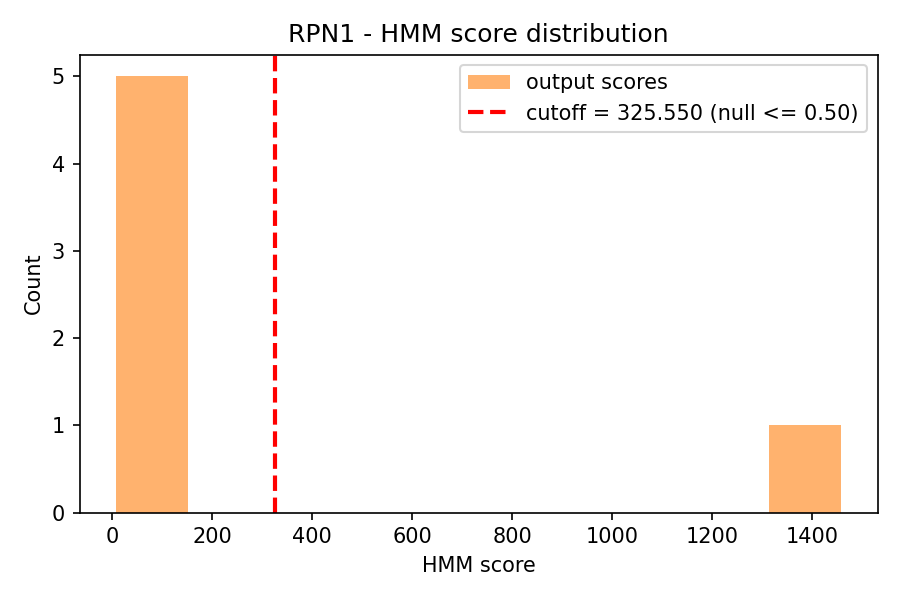 RPN1 - HMM score distribution
output scores
cutoff = 325.550 (null <= 0.50)
5
4
3
2
1
0
Count
0 200 400 600 800 1000 1200 1400
HMM score